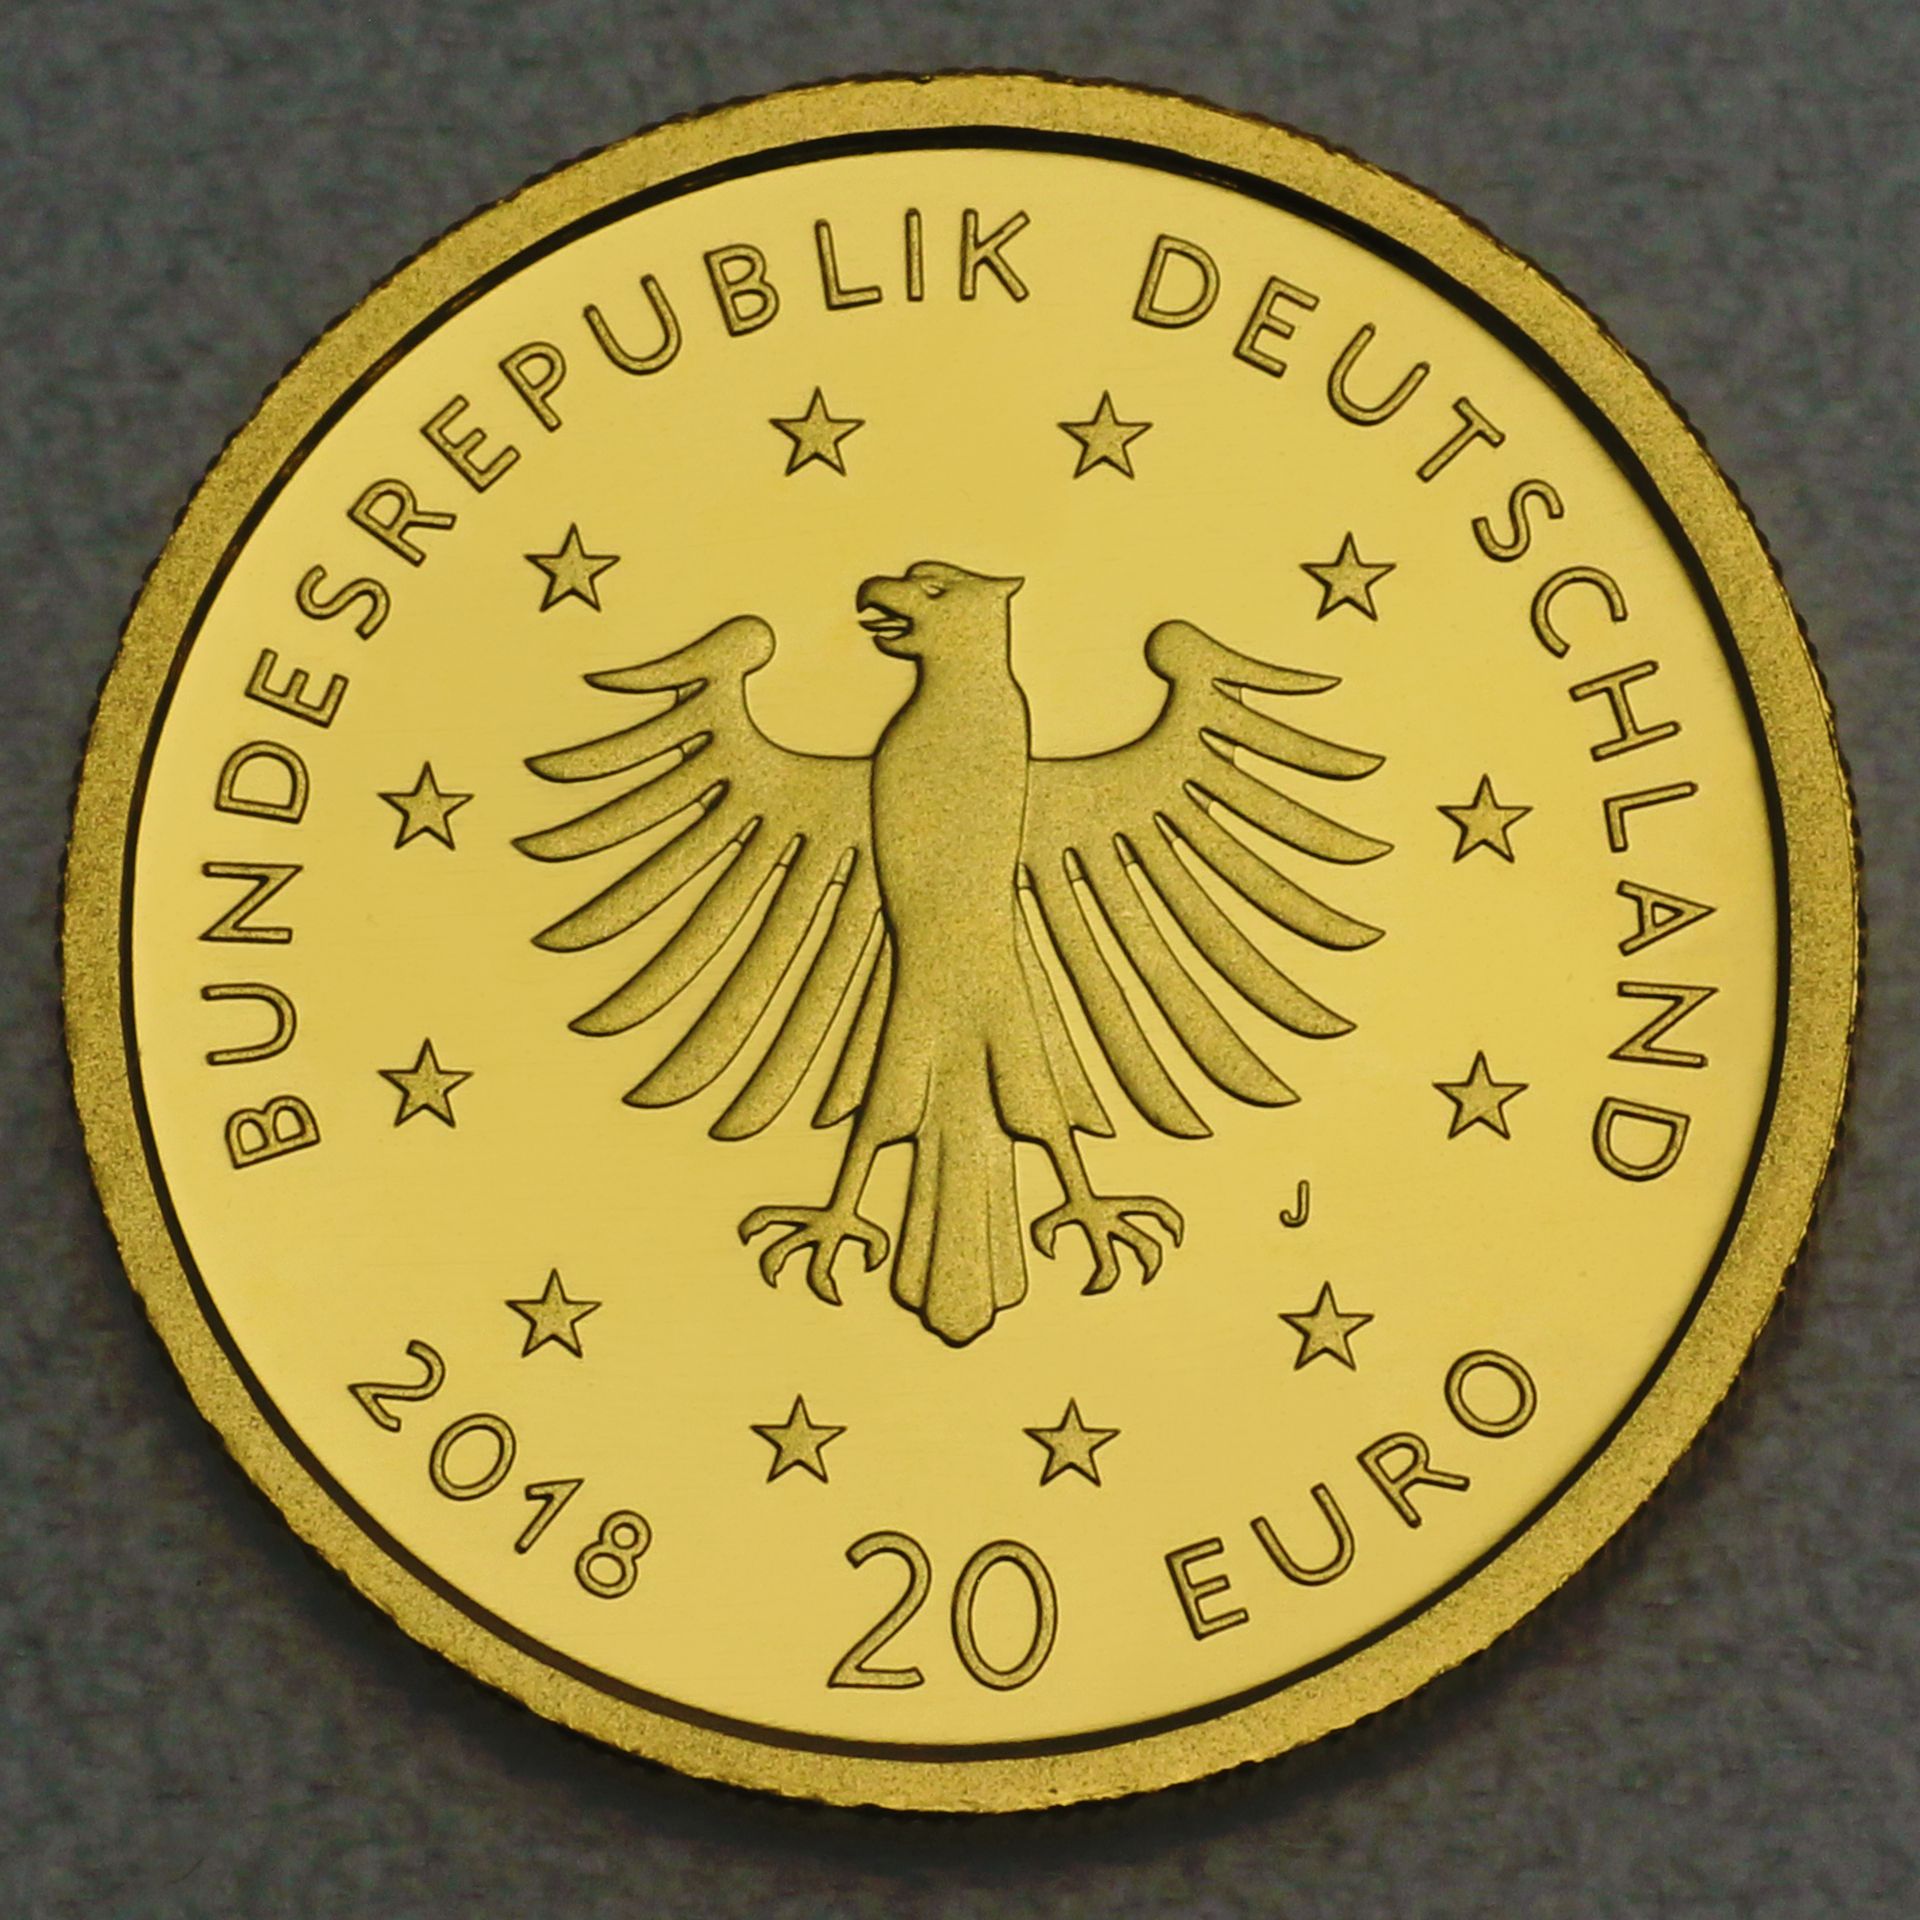 BUNDESREPUBLIK DEUTSCHLAND
J
2018 20 EURO